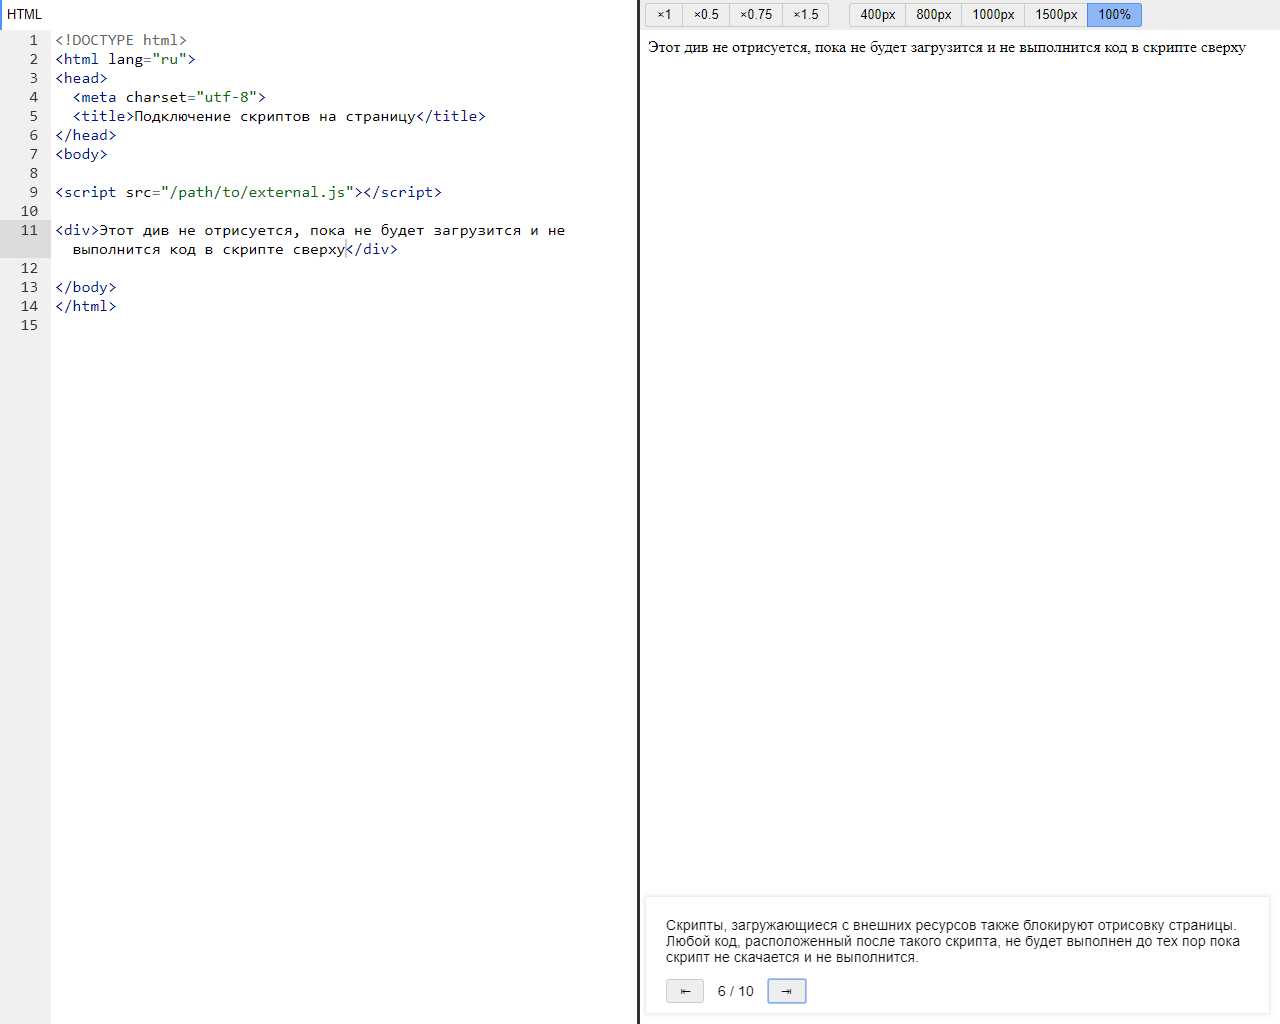 HTML
×1 ×0.5 ×0.75 ×1.5 400px 800px 1000px 1500px 100%
1 <!DOCTYPE html>
2 <html lang="ru">
3 <head>
4 <meta charset="utf-8">
5 <title>Подключение скриптов на страницу</title>
6 </head>
7 <body>
8
9 <script src="/path/to/external.js"></script>
10
11 <div>Этот див не отрисуется, пока не будет загрузится и не
выполнится код в скрипте сверху</div>
12
13 </body>
14 </html>
15
Этот див не отрисуется, пока не будет загрузится и не выполнится код в скрипте сверху
Скрипты, загружающиеся с внешних ресурсов также блокируют отрисовку страницы.
Любой код, расположенный после такого скрипта, не будет выполнен до тех пор пока
скрипт не скачается и не выполнится.
⇤ 6 / 10 ⇥